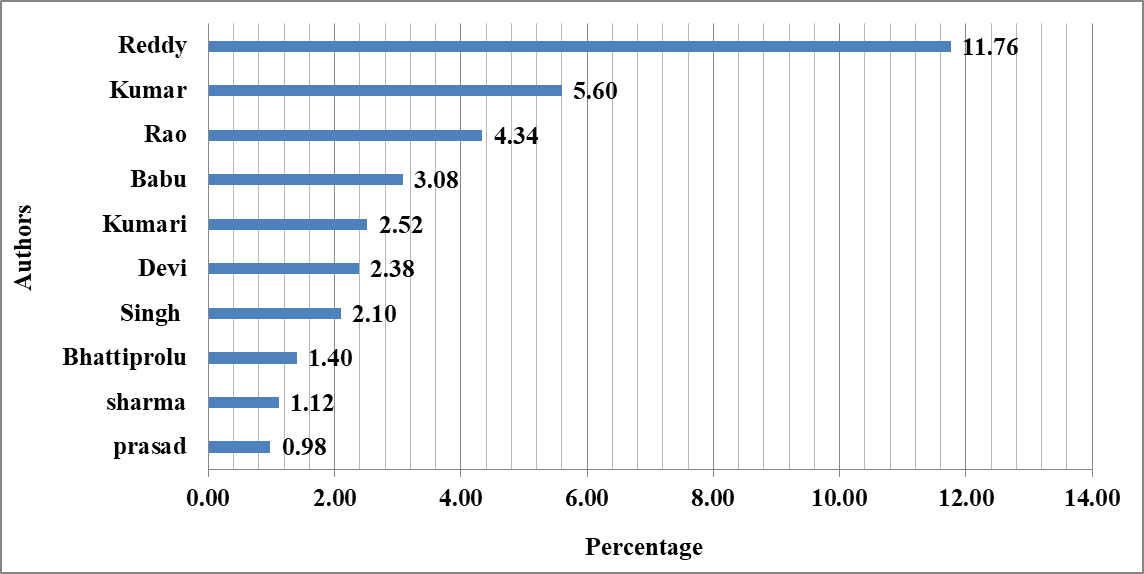 Authors
Reddy 11.76
Kumar 5.60
Rao 4.34
Babu 3.08
Kumari 2.52
Devi 2.38
Singh 2.10
Bhattiprolu 1.40
sharma 1.12
prasad 0.98
0.00 2.00 4.00 6.00 8.00 10.00 12.00 14.00
Percentage